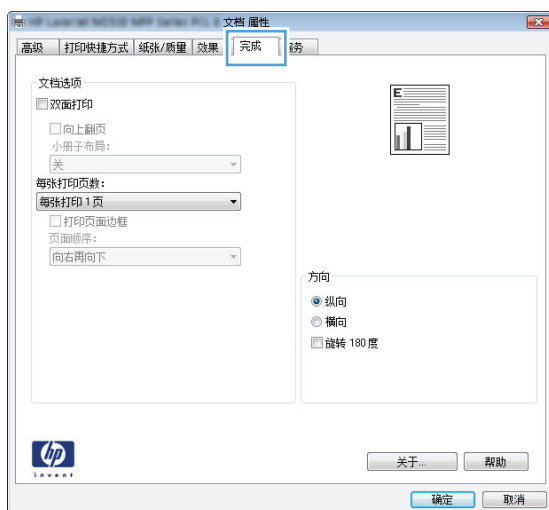 文档 属性
高级 打印快捷方式 纸张/质量 效果 完成 服务
文档选项
双面打印
向上翻页
小册子布局:
关
每张打印页数:
每张打印 1 页
打印页面边框
页面顺序:
向右再向下
E
方向
纵向
横向
旋转 180 度
hp
invent
关于... 帮助
确定 取消